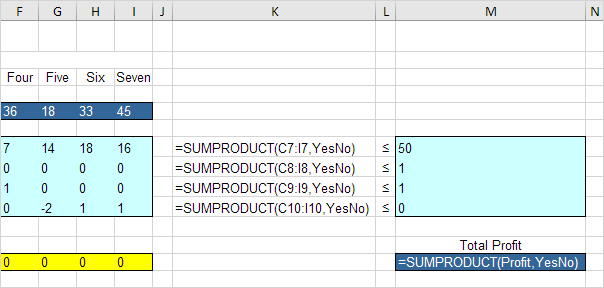 F G H I J K L M N
Four Five Six Seven
36 18 33 45
7 14 18 16 =SUMPRODUCT(C7:I7,YesNo) ≤ 50
0 0 0 0 =SUMPRODUCT(C8:I8,YesNo) ≤ 1
1 0 0 0 =SUMPRODUCT(C9:I9,YesNo) ≤ 1
0 -2 1 1 =SUMPRODUCT(C10:I10,YesNo) ≤ 0
Total Profit
0 0 0 0 =SUMPRODUCT(Profit,YesNo)